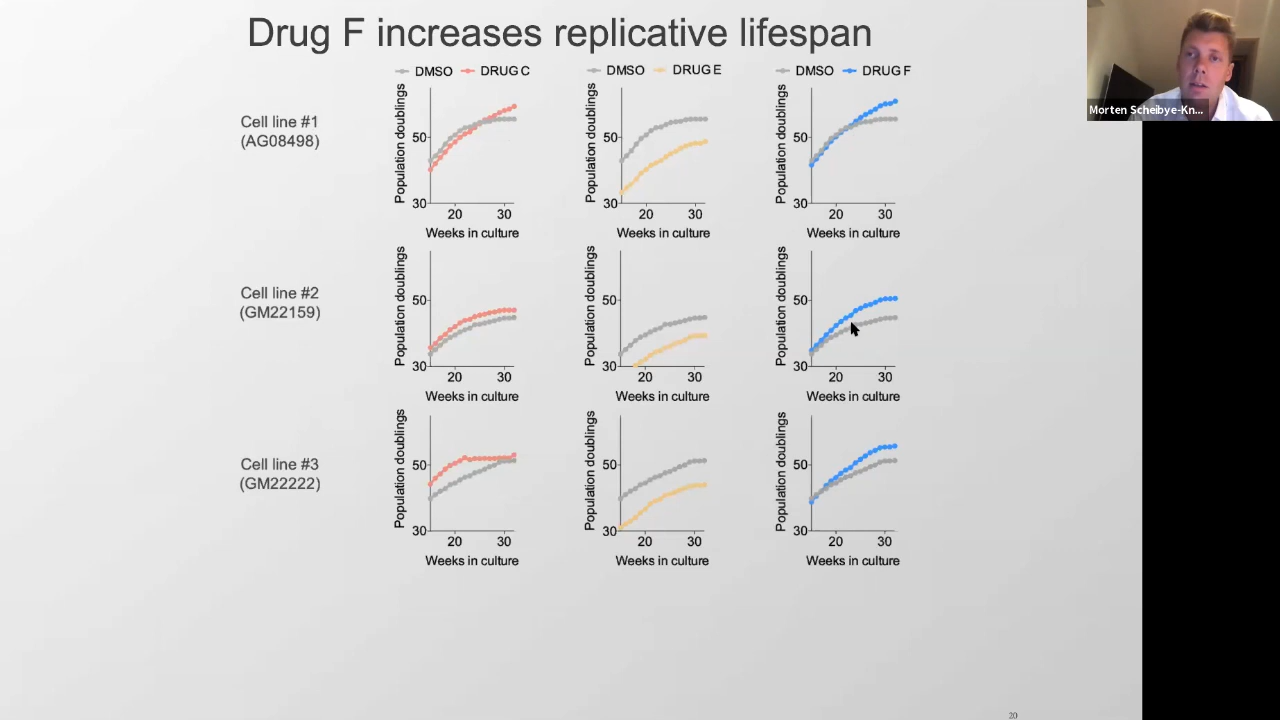 Drug F increases replicative lifespan
Morten Scheibye-Kn...
DMSO DRUG C
DMSO DRUG E
DMSO DRUG F
Cell line #1
(AG08498)
Population doublings
50
30
20 30
Weeks in culture
Population doublings
50
30
20 30
Weeks in culture
Population doublings
50
30
20 30
Weeks in culture
Cell line #2
(GM22159)
Population doublings
50
30
20 30
Weeks in culture
Population doublings
50
30
20 30
Weeks in culture
Population doublings
50
30
20 30
Weeks in culture
Cell line #3
(GM22222)
Population doublings
50
30
20 30
Weeks in culture
Population doublings
50
30
20 30
Weeks in culture
Population doublings
50
30
20 30
Weeks in culture
20